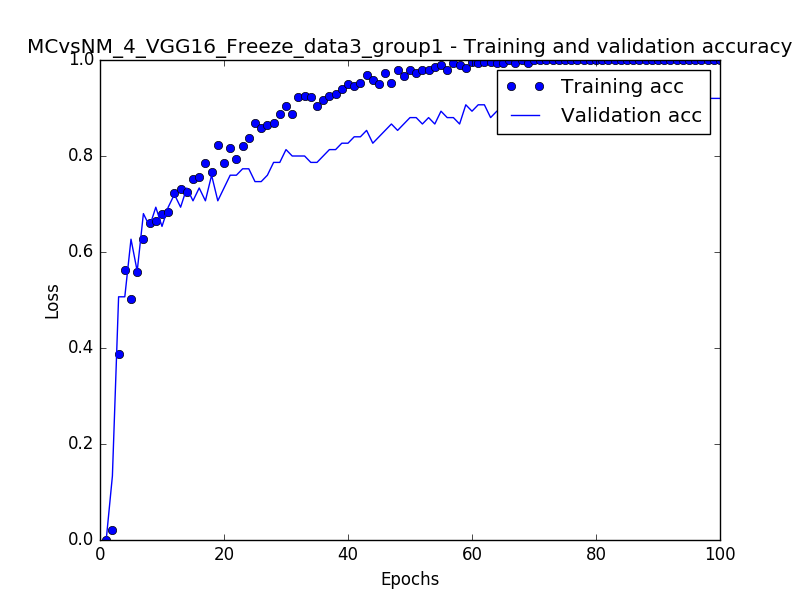 MCvsNM_4_VGG16_Freeze_data3_group1 - Training and validation accuracy
1.0
0.8
0.6
0.4
0.2
0.0
Loss
Training acc
Validation acc
0 20 40 60 80 100
Epochs